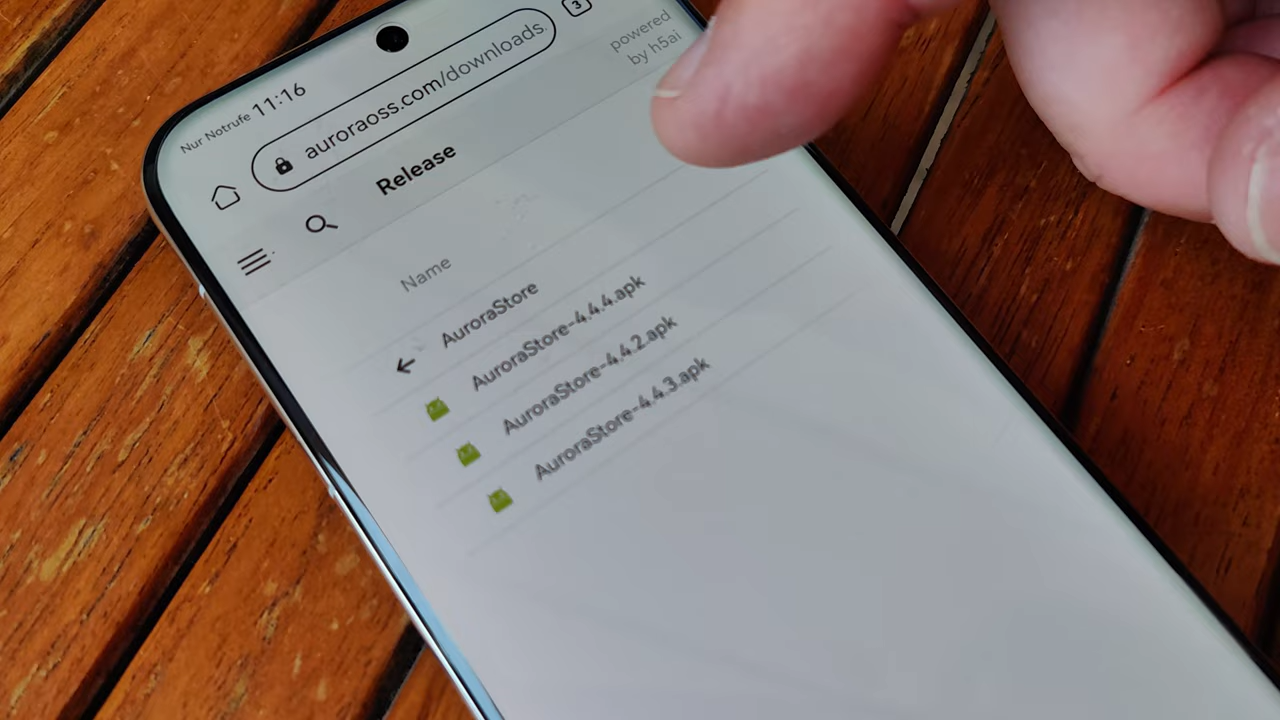 Nur Notrufe 11:16
auroraoss.com/downloads
3
powered
by h5ai
Release
Name
AuroraStore
AuroraStore-4.4.4.apk
AuroraStore-4.4.2.apk
AuroraStore-4.4.3.apk